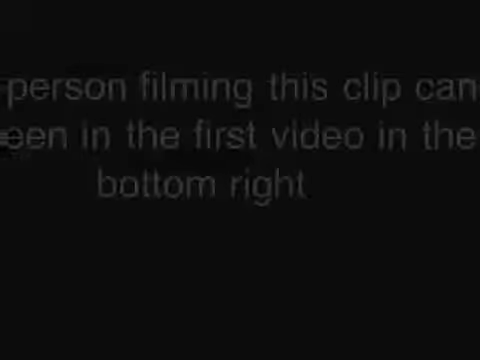 person filming this clip can
een in the first video in the
bottom right